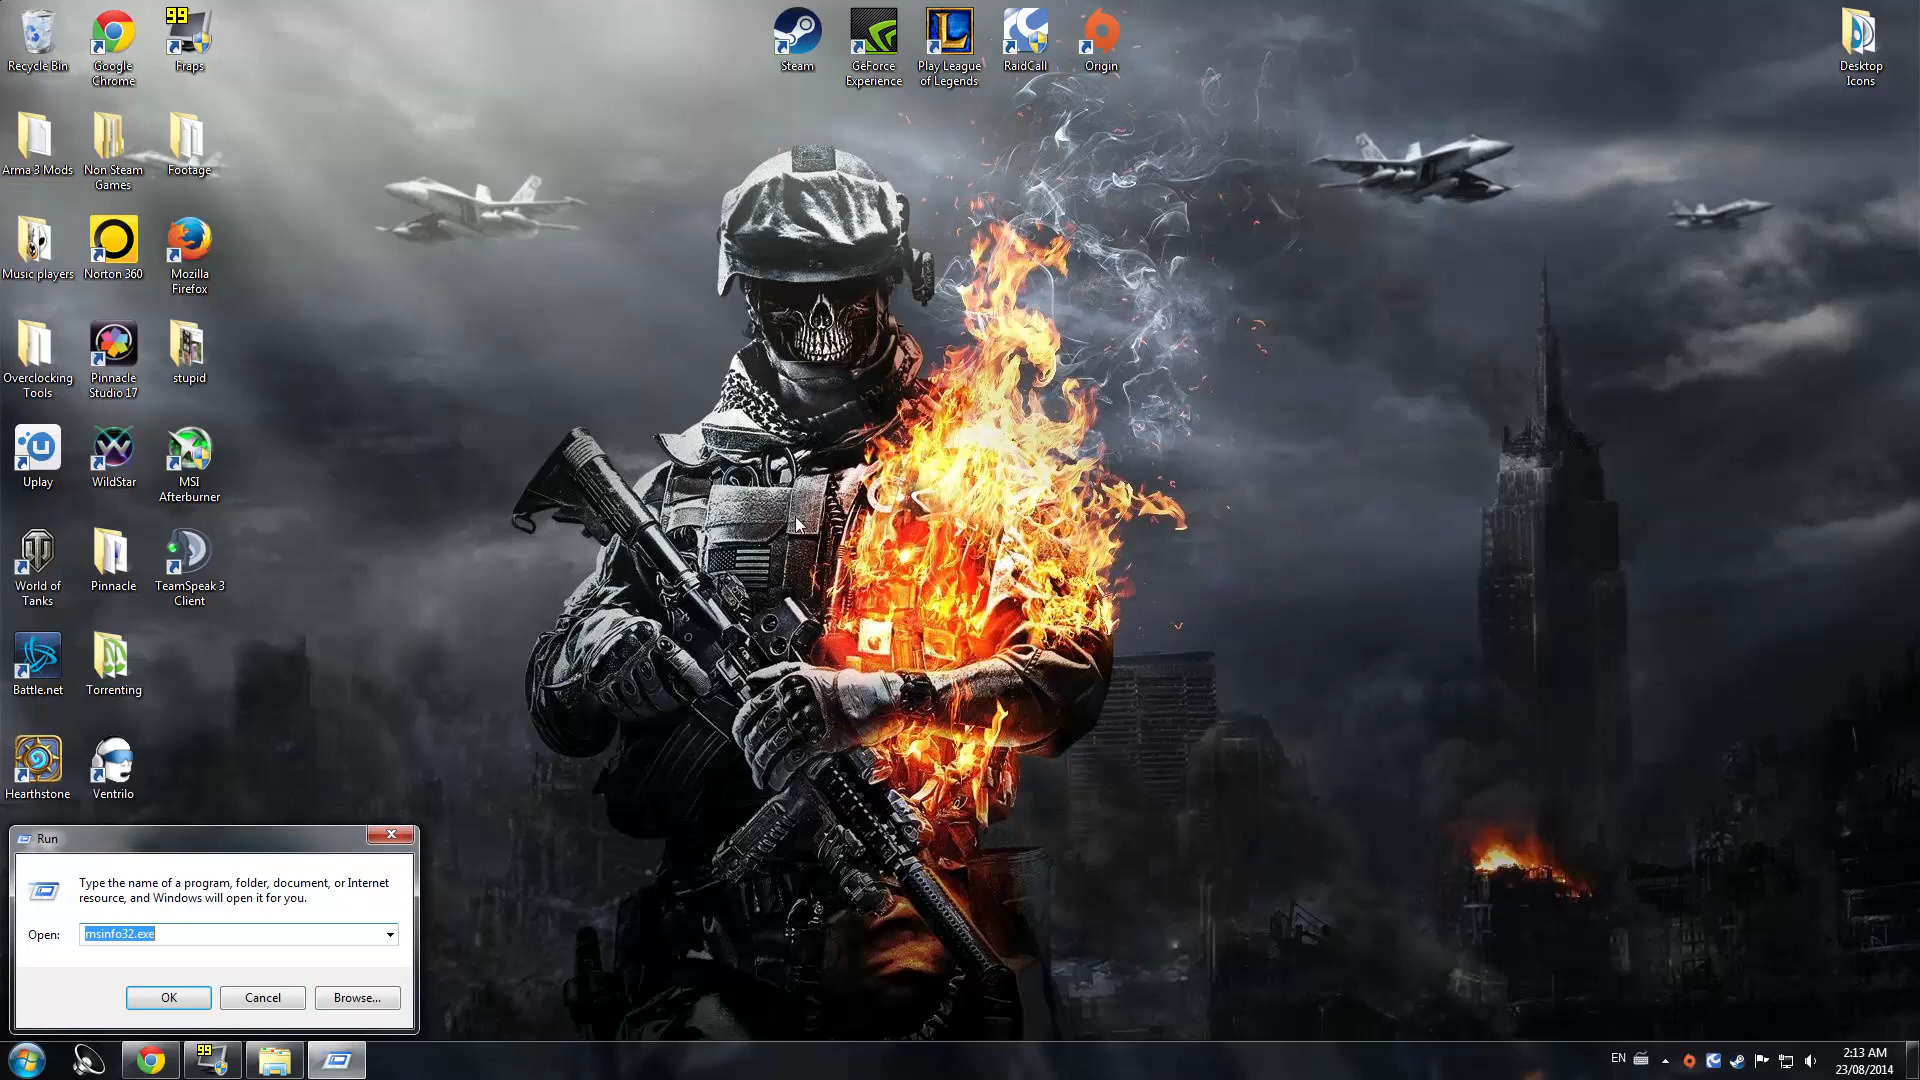 99
Recycle Bin
Google
Chrome
Fraps
Steam
GeForce
Experience
Play League
of Legends
RaidCall
Origin
Desktop
Icons
Arma 3 Mods
Non Steam
Games
Footage
Music players
Norton 360
Mozilla
Firefox
Overclocking
Tools
Pinnacle
Studio 17
stupid
Uplay
WildStar
MSI
Afterburner
World of
Tanks
Pinnacle
TeamSpeak 3
Client
Battle.net
Torrenting
Hearthstone
Ventrilo
Run
Type the name of a program, folder, document, or Internet
resource, and Windows will open it for you.
Open: msinfo32.exe
OK Cancel Browse...
99
EN
2:13 AM
23/08/2014